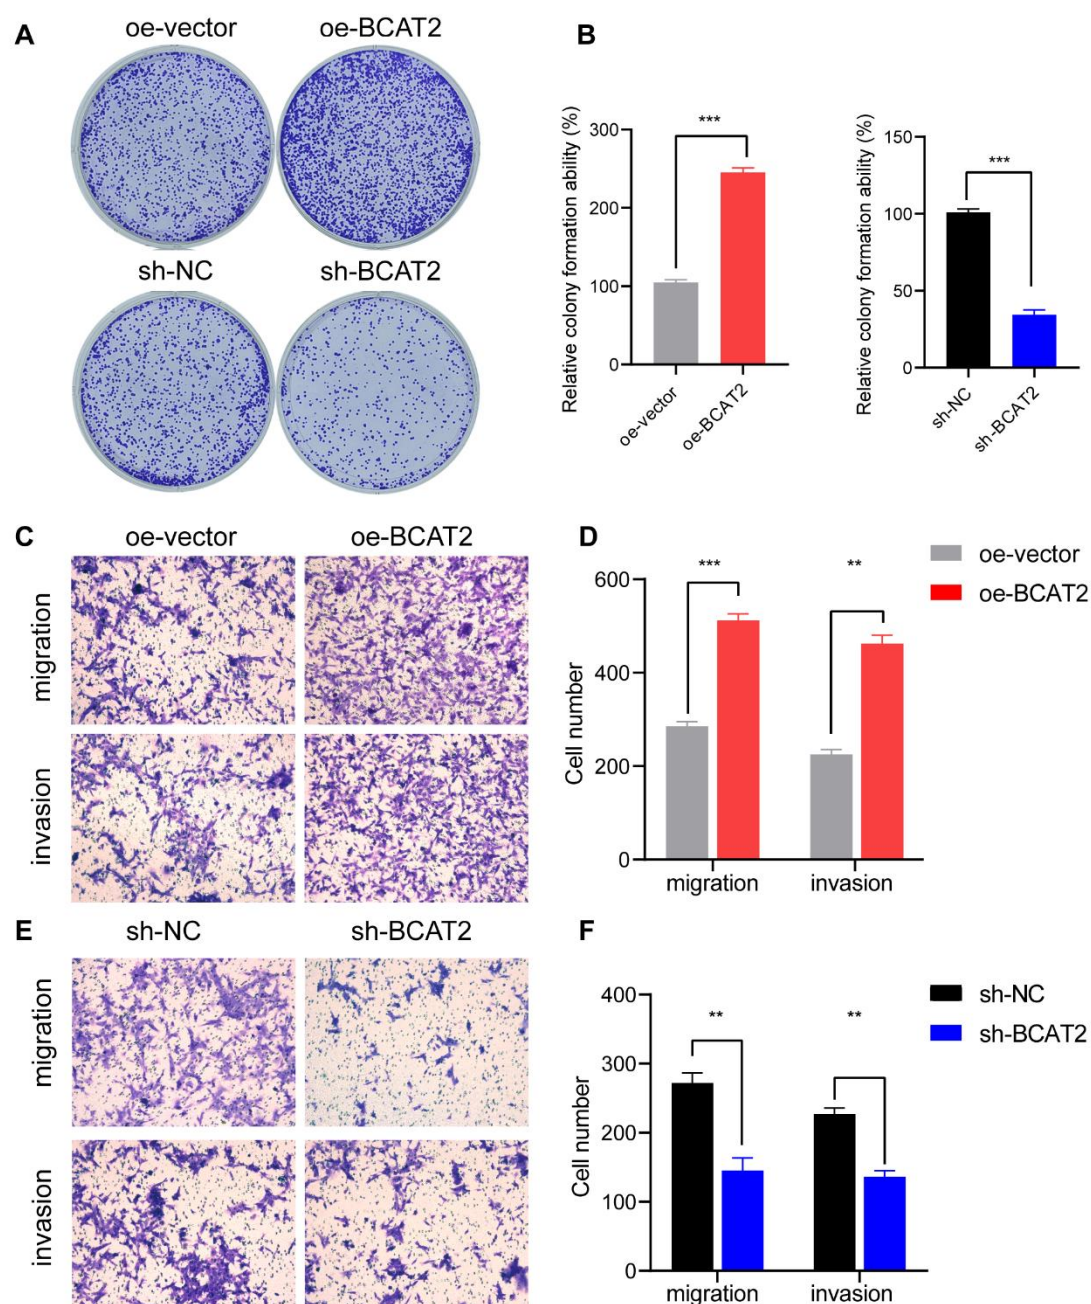 A
oe-vector
oe-BCAT2
sh-NC
sh-BCAT2
B
Relative colony formation ability (%)
300
200
100
0
***
oe-vector
oe-BCAT2
Relative colony formation ability (%)
150
100
50
0
***
sh-NC
sh-BCAT2
C
oe-vector
oe-BCAT2
migration
invasion
D
oe-vector
oe-BCAT2
Cell number
600
400
200
0
***
**
migration
invasion
E
sh-NC
sh-BCAT2
migration
invasion
F
sh-NC
sh-BCAT2
Cell number
400
300
200
100
0
**
**
migration
invasion